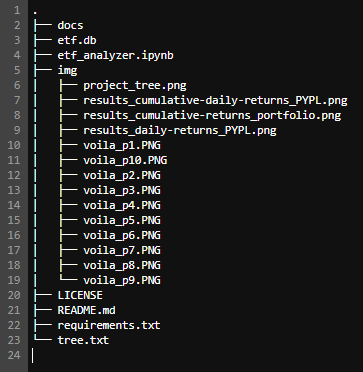 1 .
2 ├── docs
3 ├── etf.db
4 ├── etf_analyzer.ipynb
5 ├── img
6 │   ├── project_tree.png
7 │   ├── results_cumulative-daily-returns_PYPL.png
8 │   ├── results_cumulative-returns_portfolio.png
9 │   ├── results_daily-returns_PYPL.png
10 │   ├── voila_p1.PNG
11 │   ├── voila_p10.PNG
12 │   ├── voila_p2.PNG
13 │   ├── voila_p3.PNG
14 │   ├── voila_p4.PNG
15 │   ├── voila_p5.PNG
16 │   ├── voila_p6.PNG
17 │   ├── voila_p7.PNG
18 │   ├── voila_p8.PNG
19 │   └── voila_p9.PNG
20 ├── LICENSE
21 ├── README.md
22 ├── requirements.txt
23 └── tree.txt
24